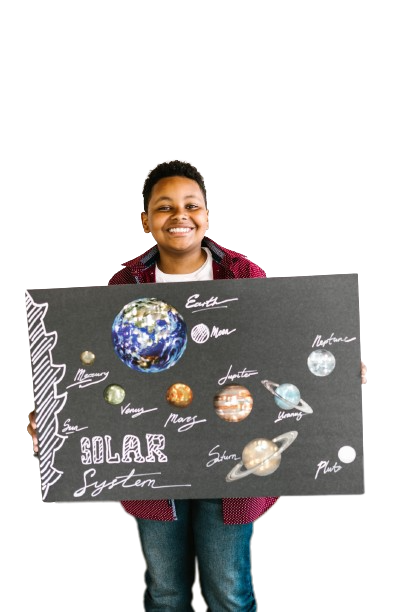 Earth
Moon
Neptune
Mercury
Jupiter
Venus
Mars
Uranus
Sun
SOLAR
System
Saturn
Pluto